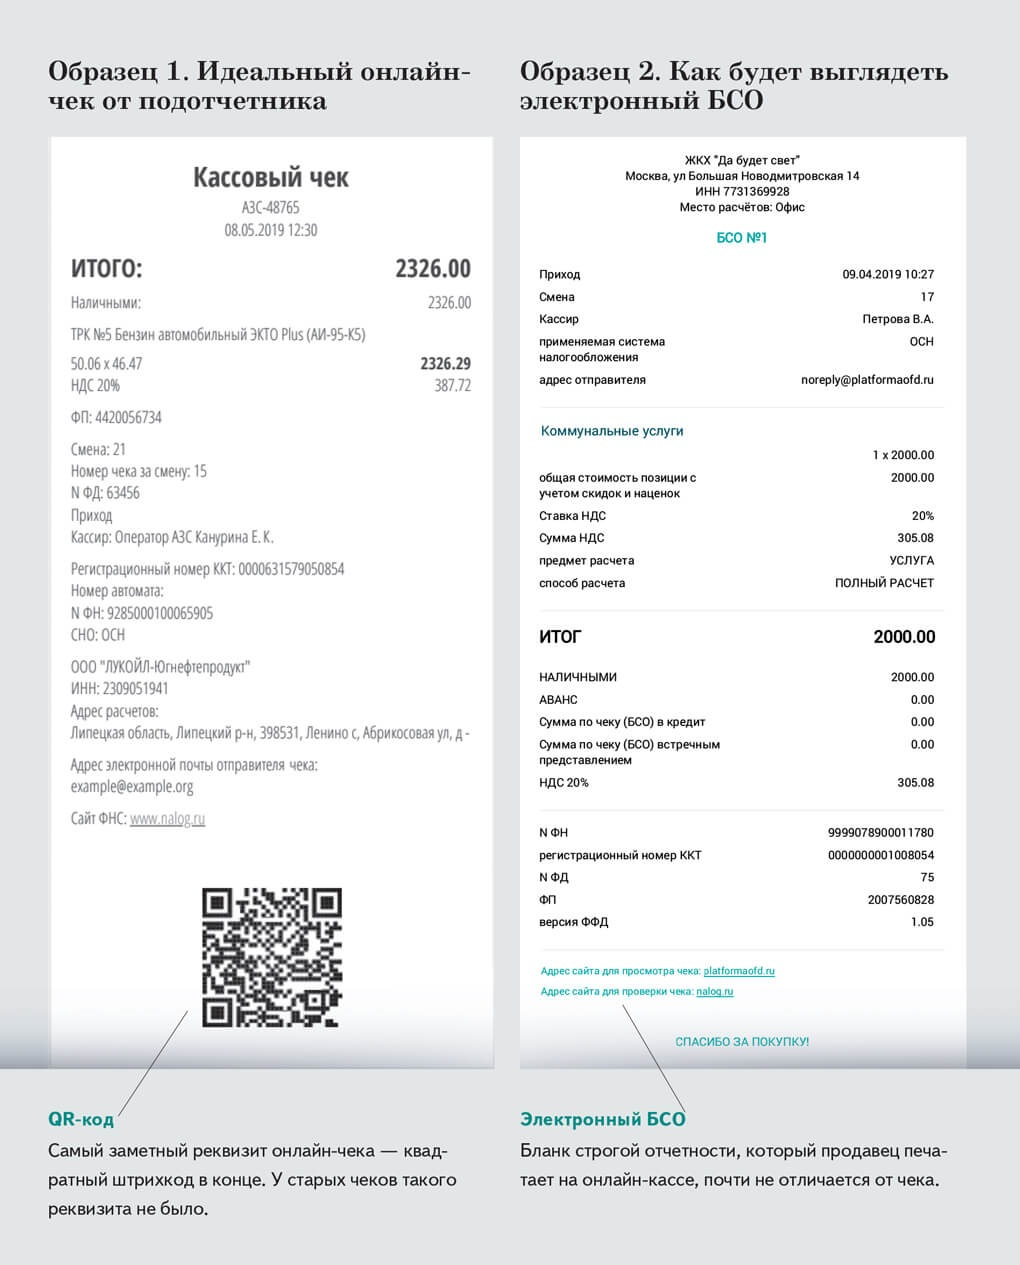 Образец 1. Идеальный онлайн-
чек от подотчетника
Кассовый чек
АЗС-48765
08.05.2019 12:30
ИТОГО: 2326.00
Наличными: 2326.00
ТРК №5 Бензин автомобильный ЭКТО Plus (АИ-95-К5)
50.06 x 46.47 2326.29
НДС 20% 387.72
ФП: 4420056734
Смена: 21
Номер чека за смену: 15
N ФД: 63456
Приход
Кассир: Оператор АЗС Канурина Е. К.
Регистрационный номер ККТ: 0000631579050854
Номер автомата:
N ФН: 9285000100065905
СНО: ОСН
ООО "ЛУКОЙЛ-Югнефтепродукт"
ИНН: 2309051941
Адрес расчетов:
Липецкая область, Липецкий р-н, 398531, Ленино с, Абрикосовая ул, д -
Адрес электронной почты отправителя чека:
example@example.org
Сайт ФНС: www.nalog.ru
QR-код
Самый заметный реквизит онлайн-чека — квад-
ратный штрихкод в конце. У старых чеков такого
реквизита не было.
Образец 2. Как будет выглядеть
электронный БСО
ЖКХ "Да будет свет"
Москва, ул Большая Новодмитровская 14
ИНН 7731369928
Место расчётов: Офис
БСО №1
Приход 09.04.2019 10:27
Смена 17
Кассир Петрова В.А.
применяемая система ОСН
налогообложения
адрес отправителя noreply@platformaofd.ru
Коммунальные услуги
1 x 2000.00
общая стоимость позиции с 2000.00
учетом скидок и наценок
Ставка НДС 20%
Сумма НДС 305.08
предмет расчета УСЛУГА
способ расчета ПОЛНЫЙ РАСЧЕТ
ИТОГ 2000.00
НАЛИЧНЫМИ 2000.00
АВАНС 0.00
Сумма по чеку (БСО) в кредит 0.00
Сумма по чеку (БСО) встречным 0.00
представлением
НДС 20% 305.08
N ФН 9999078900011780
регистрационный номер ККТ 0000000001008054
N ФД 75
ФП 2007560828
версия ФФД 1.05
Адрес сайта для просмотра чека: platformaofd.ru
Адрес сайта для проверки чека: nalog.ru
СПАСИБО ЗА ПОКУПКУ!
Электронный БСО
Бланк строгой отчетности, который продавец печа-
тает на онлайн-кассе, почти не отличается от чека.